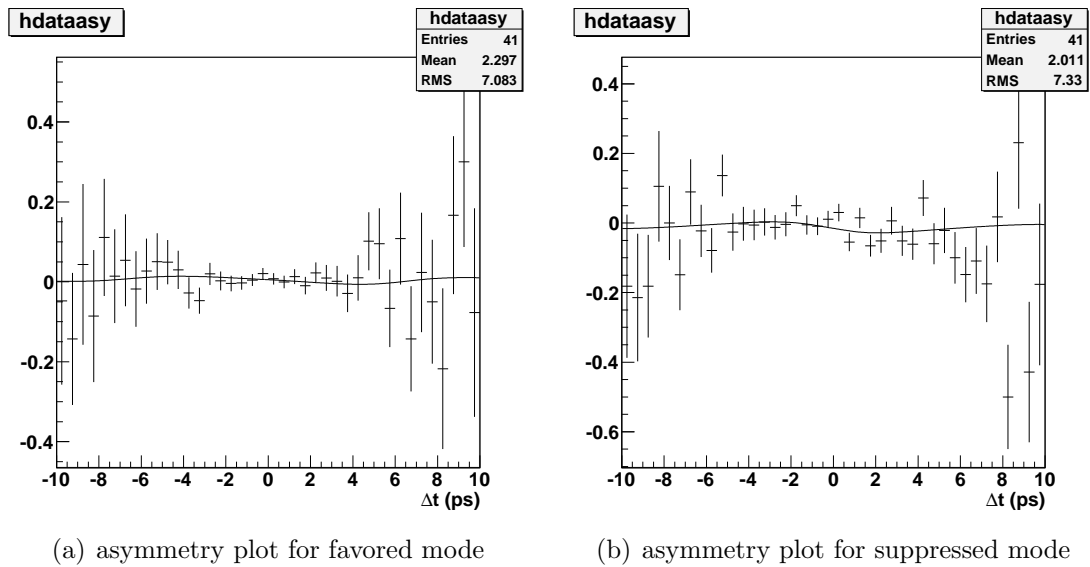 hdataasy
hdataasy
Entries 41
Mean 2.297
RMS 7.083
0.4
0.2
0
-0.2
-0.4
-10 -8 -6 -4 -2 0 2 4 6 8 10
Δt (ps)
(a) asymmetry plot for favored mode
hdataasy
hdataasy
Entries 41
Mean 2.011
RMS 7.33
0.4
0.2
0
-0.2
-0.4
-0.6
-10 -8 -6 -4 -2 0 2 4 6 8 10
Δt (ps)
(b) asymmetry plot for suppressed mode